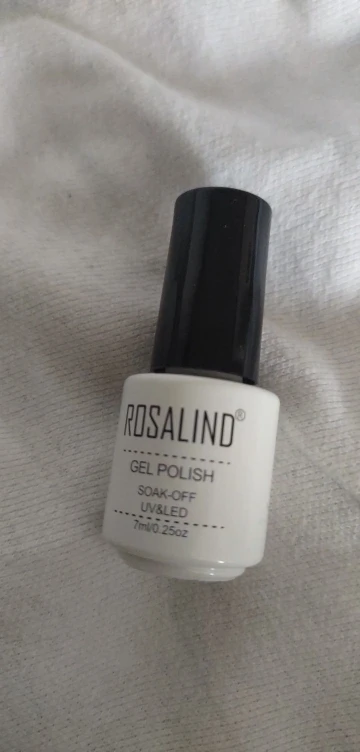 ROSALIND®
GEL POLISH
SOAK-OFF
UV&LED
7ml/0.25oz